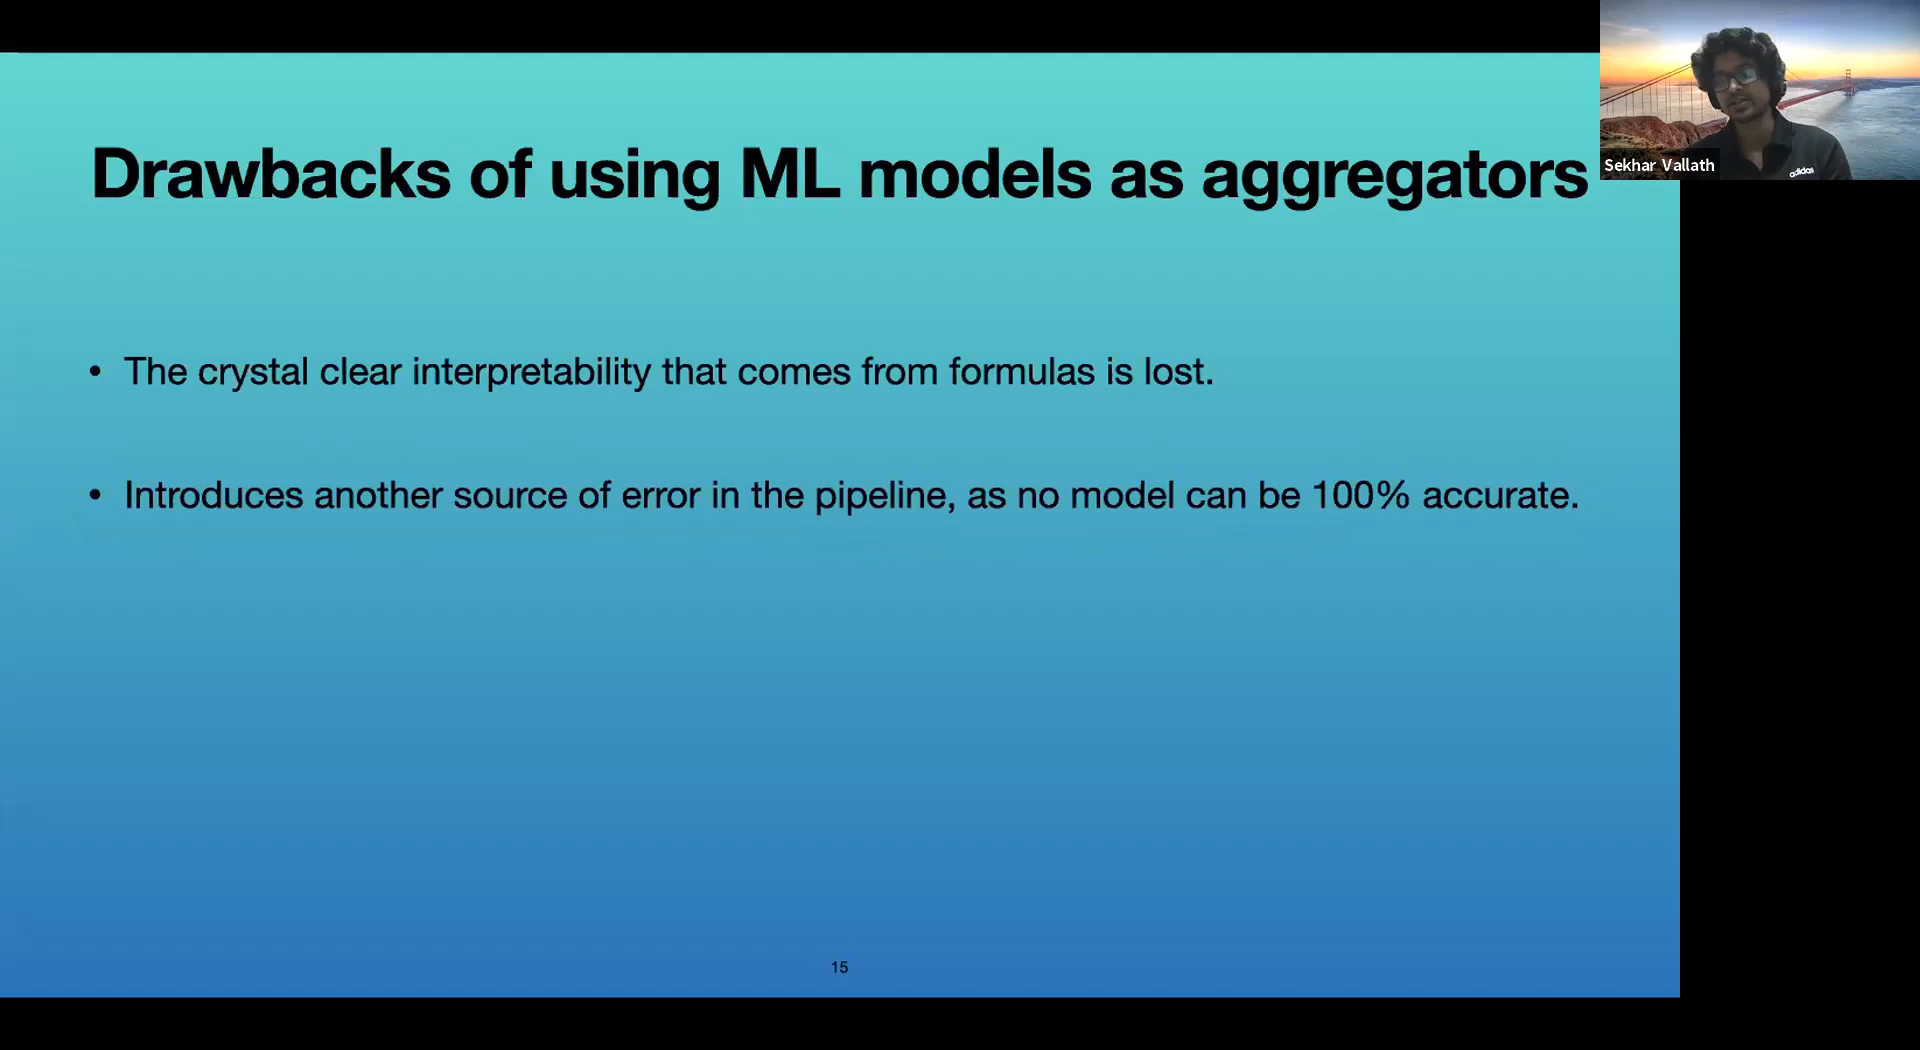 Drawbacks of using ML models as aggregators
Sekhar Vallath
adidas
• The crystal clear interpretability that comes from formulas is lost.
• Introduces another source of error in the pipeline, as no model can be 100% accurate.
15